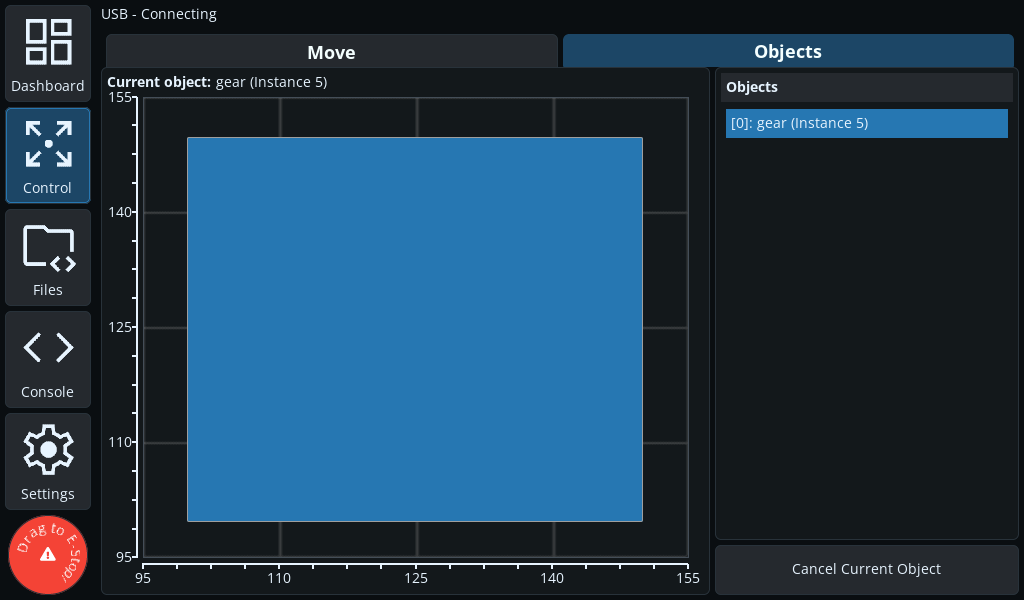 USB - Connecting
Dashboard
Control
Files
Console
Settings
Drag to E-Stop!
Move
Objects
Current object: gear (Instance 5)
155
140
125
110
95
95
110
125
140
155
Objects
[0]: gear (Instance 5)
Cancel Current Object